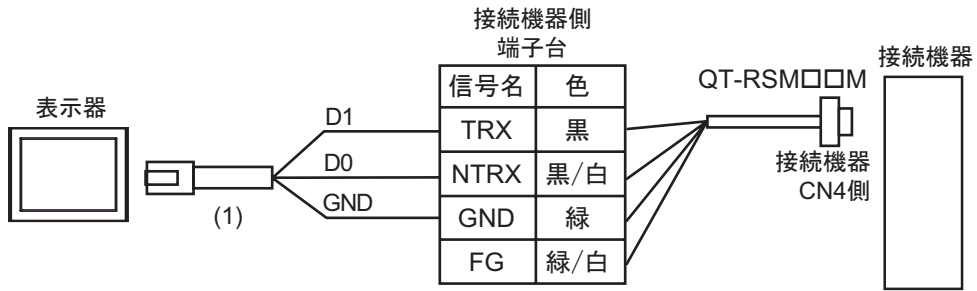 接続機器側
端子台
接続機器
信号名 色
QT-RSM□□M
表示器
D1
TRX 黒
D0
NTRX 黒/白
接続機器
CN4側
(1)
GND
GND 緑
FG 緑/白